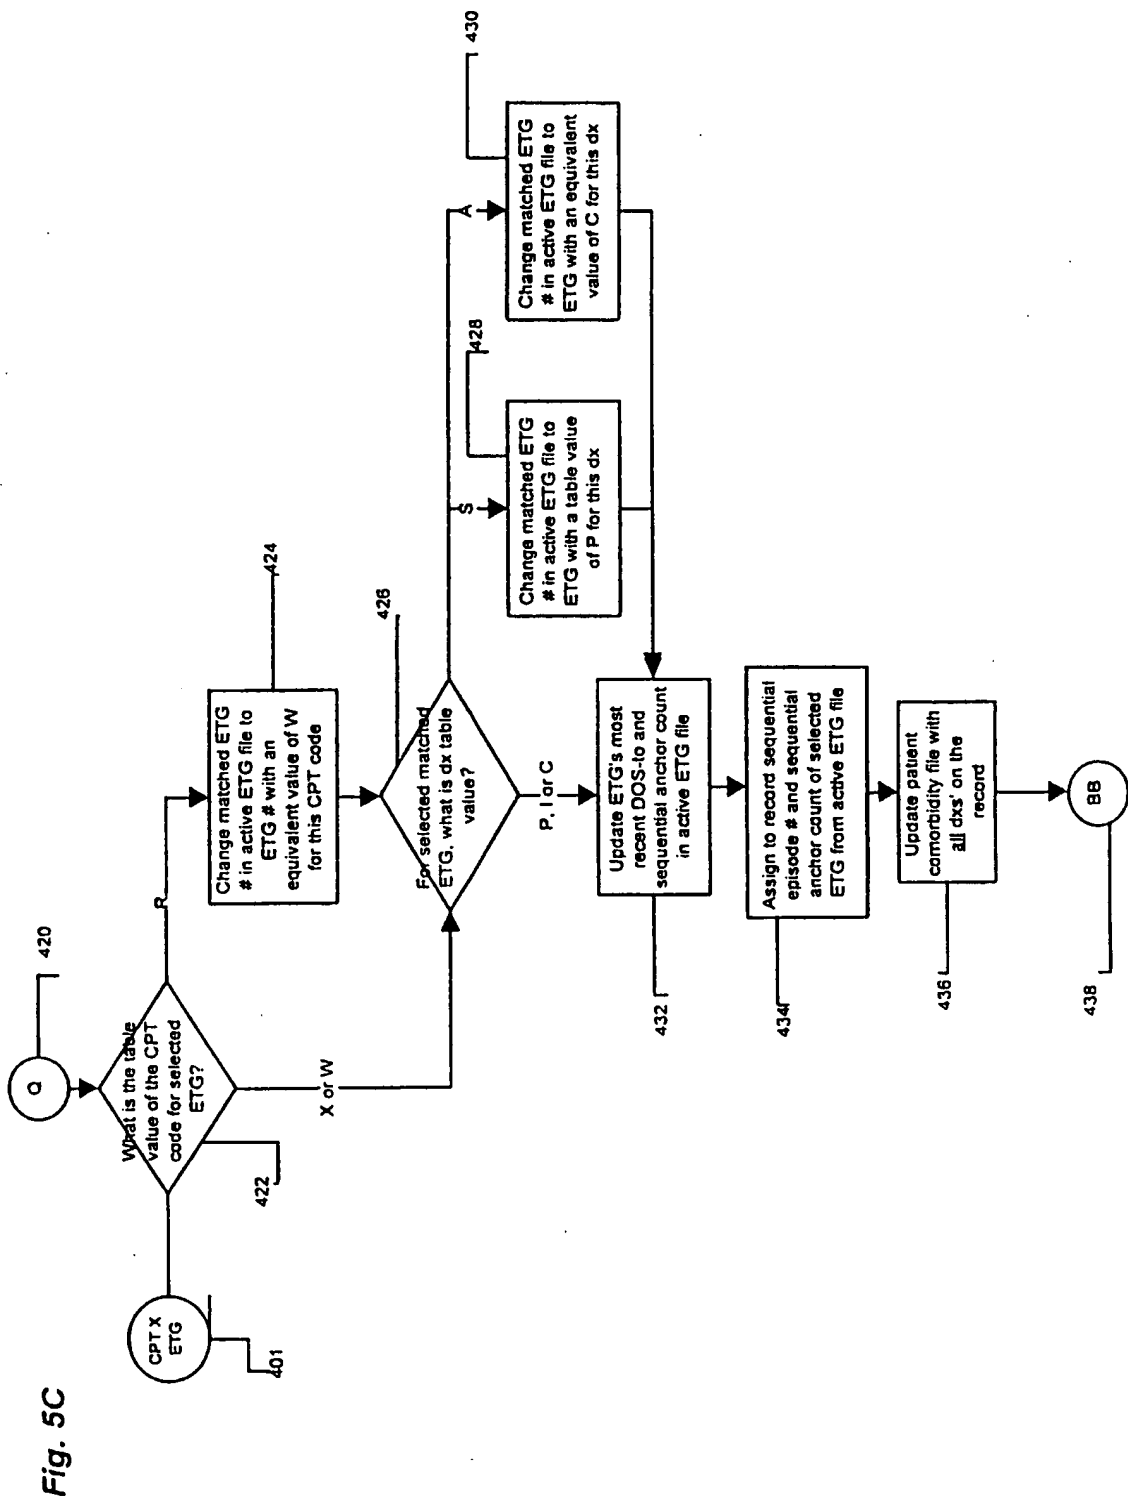 Fig. 5C
Q
420
CPT X
ETG
401
What is the table
value of the CPT
code for selected
ETG?
422
R
X or W
Change matched ETG
# in active ETG file to
ETG # with an
equivalent value of W
for this CPT code
424
For selected matched
ETG, what is dx table
value?
426
S
A
P, I or C
Change matched ETG
# in active ETG file to
ETG with a table value
of P for this dx
428
Change matched ETG
# in active ETG file to
ETG with an equivalent
value of C for this dx
430
Update ETG's most
recent DOS-to and
sequential anchor count
in active ETG file
432
Assign to record sequential
episode # and sequential
anchor count of selected
ETG from active ETG file
434
Update patient
comorbidity file with
all dxs' on the
record
436
BB
438